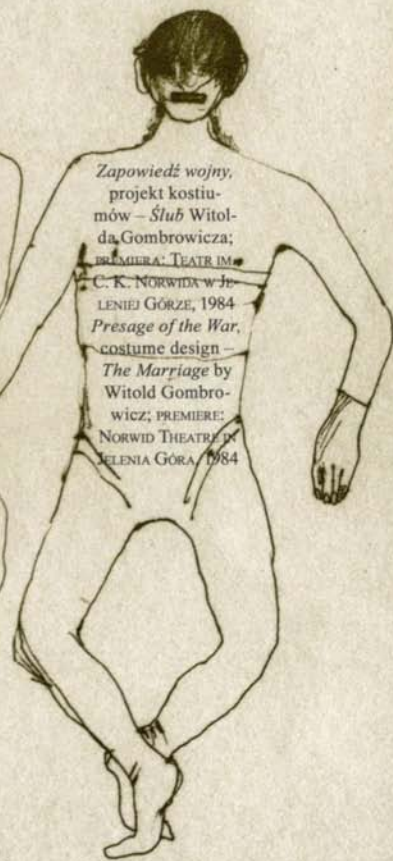 Zapowiedź wojny,
projekt kostiu-
mów – Ślub Witol-
da Gombrowicza;
PREMIERA: TEATR IM.
C. K. NORWIDA W JE-
LENIEJ GÓRZE, 1984
Presage of the War,
costume design –
The Marriage by
Witold Gombro-
wicz; PREMIERE:
NORWID THEATRE IN
JELENIA GÓRA, 1984